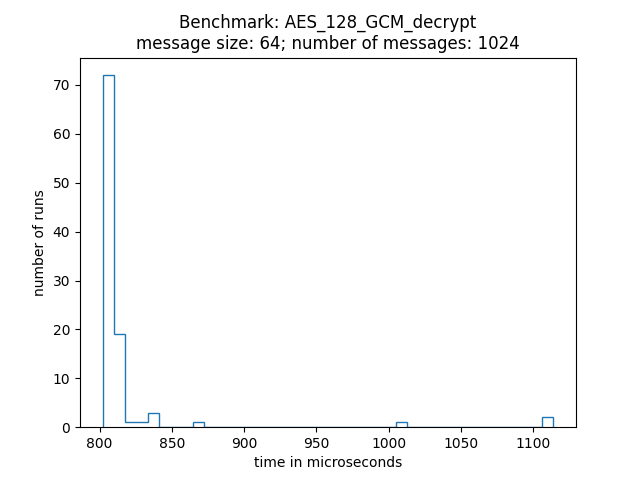 Benchmark: AES_128_GCM_decrypt
message size: 64; number of messages: 1024
70
60
50
40
30
20
10
0
number of runs
800 850 900 950 1000 1050 1100
time in microseconds